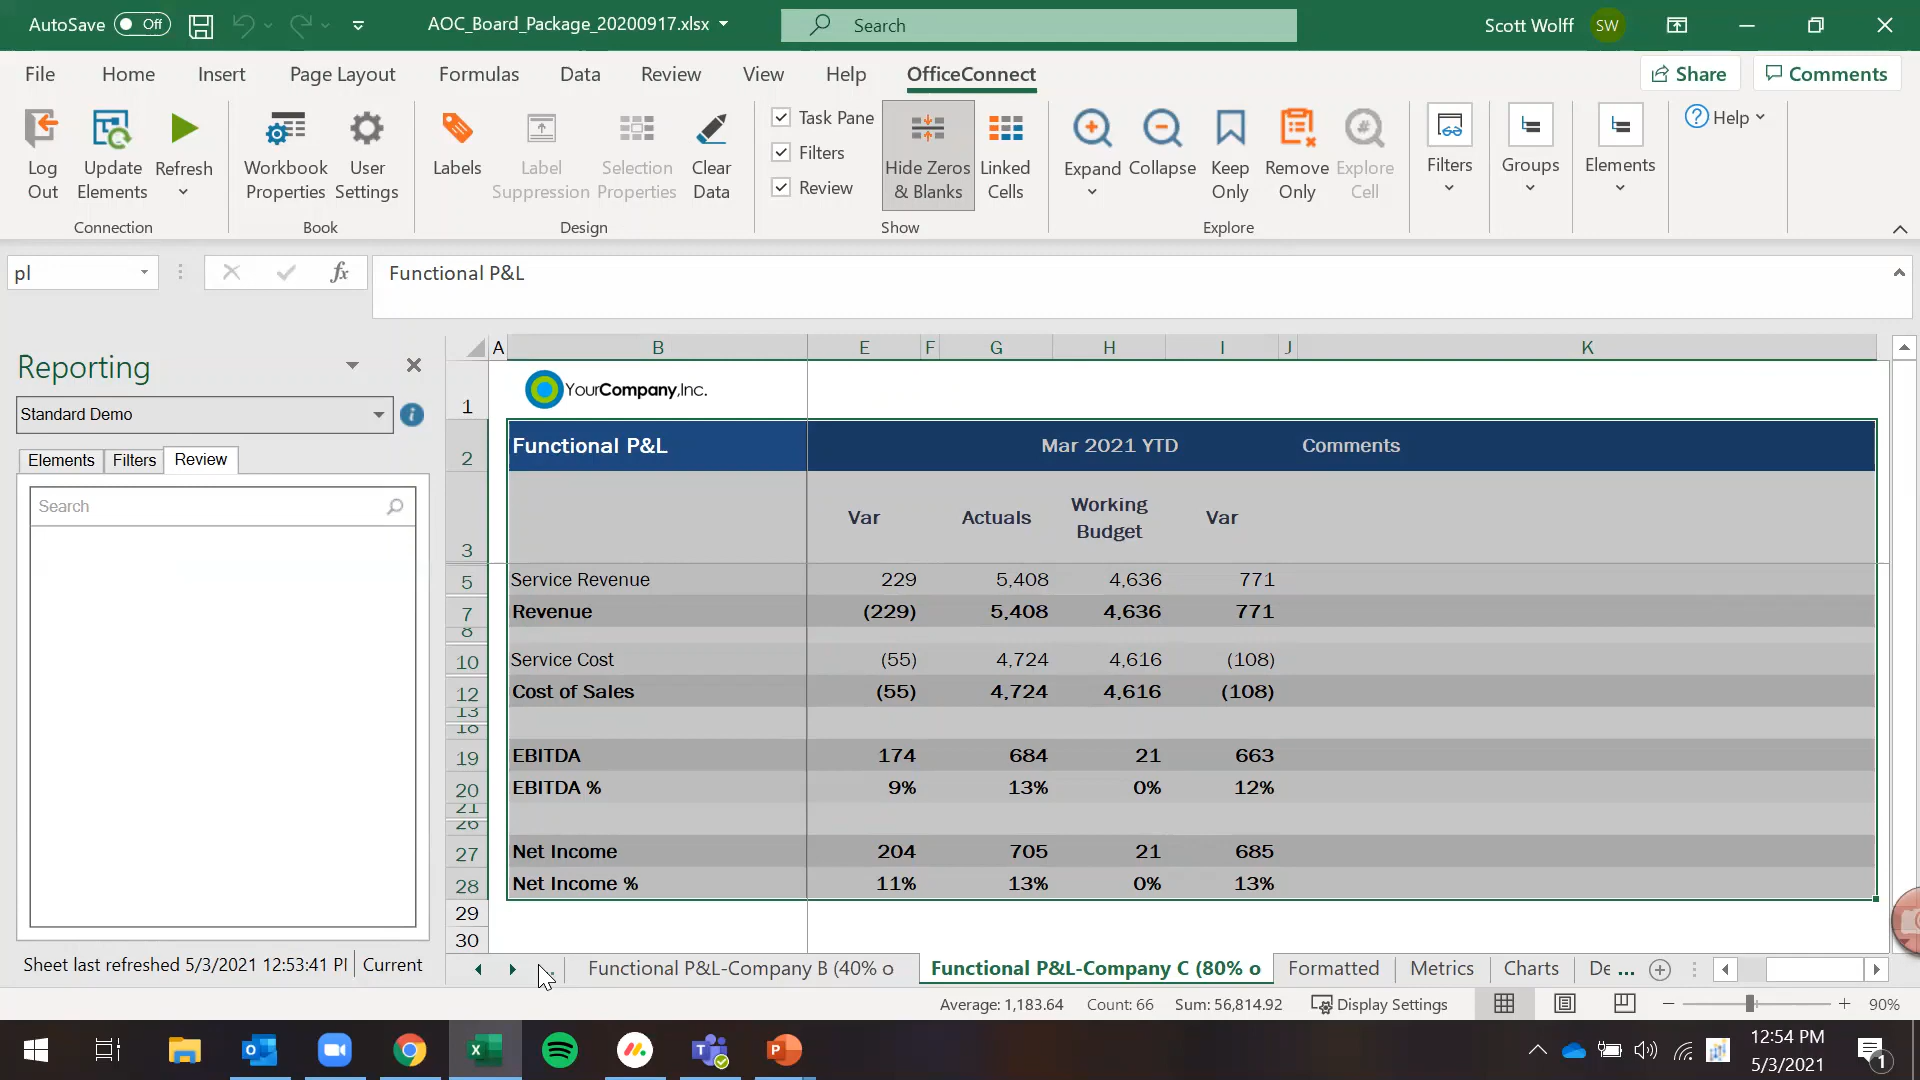 AutoSave Off
AOC_Board_Package_20200917.xlsx
Search
Scott Wolff SW
File Home Insert Page Layout Formulas Data Review View Help OfficeConnect
Share Comments
Log Out
Update Elements
Refresh
Workbook Properties
User Settings
Labels
Label Suppression
Selection Properties
Clear Data
Task Pane
Filters
Review
Hide Zeros & Blanks
Linked Cells
Expand
Collapse
Keep Only
Remove Only
Explore Cell
Filters
Groups
Elements
Help
Connection Book Design Show Explore
pl fx Functional P&L
Reporting
Standard Demo
Elements Filters Review
Search
A B E F G H I J K
1 YourCompany,Inc.
2 Functional P&L Mar 2021 YTD Comments
3 Var Actuals Working Budget Var
5 Service Revenue 229 5,408 4,636 771
7 Revenue (229) 5,408 4,636 771
8
10 Service Cost (55) 4,724 4,616 (108)
12 Cost of Sales (55) 4,724 4,616 (108)
13
18
19 EBITDA 174 684 21 663
20 EBITDA % 9% 13% 0% 12%
21
26
27 Net Income 204 705 21 685
28 Net Income % 11% 13% 0% 13%
29
30
Sheet last refreshed 5/3/2021 12:53:41 PM Current
Functional P&L-Company B (40% o Functional P&L-Company C (80% o Formatted Metrics Charts De ...
Average: 1,183.64 Count: 66 Sum: 56,814.92 Display Settings 90%
12:54 PM
5/3/2021
1